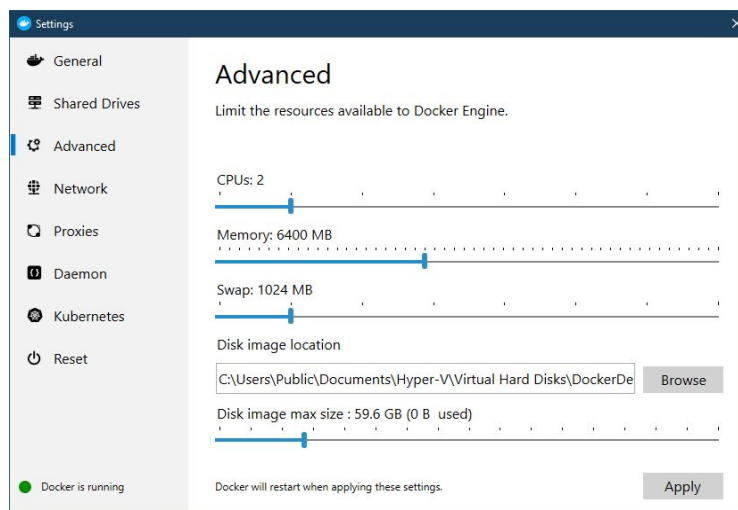 Settings
General
Shared Drives
Advanced
Network
Proxies
Daemon
Kubernetes
Reset
Docker is running
Advanced
Limit the resources available to Docker Engine.
CPUs: 2
Memory: 6400 MB
Swap: 1024 MB
Disk image location
C:\Users\Public\Documents\Hyper-V\Virtual Hard Disks\DockerDe
Browse
Disk image max size : 59.6 GB (0 B  used)
Docker will restart when applying these settings.
Apply